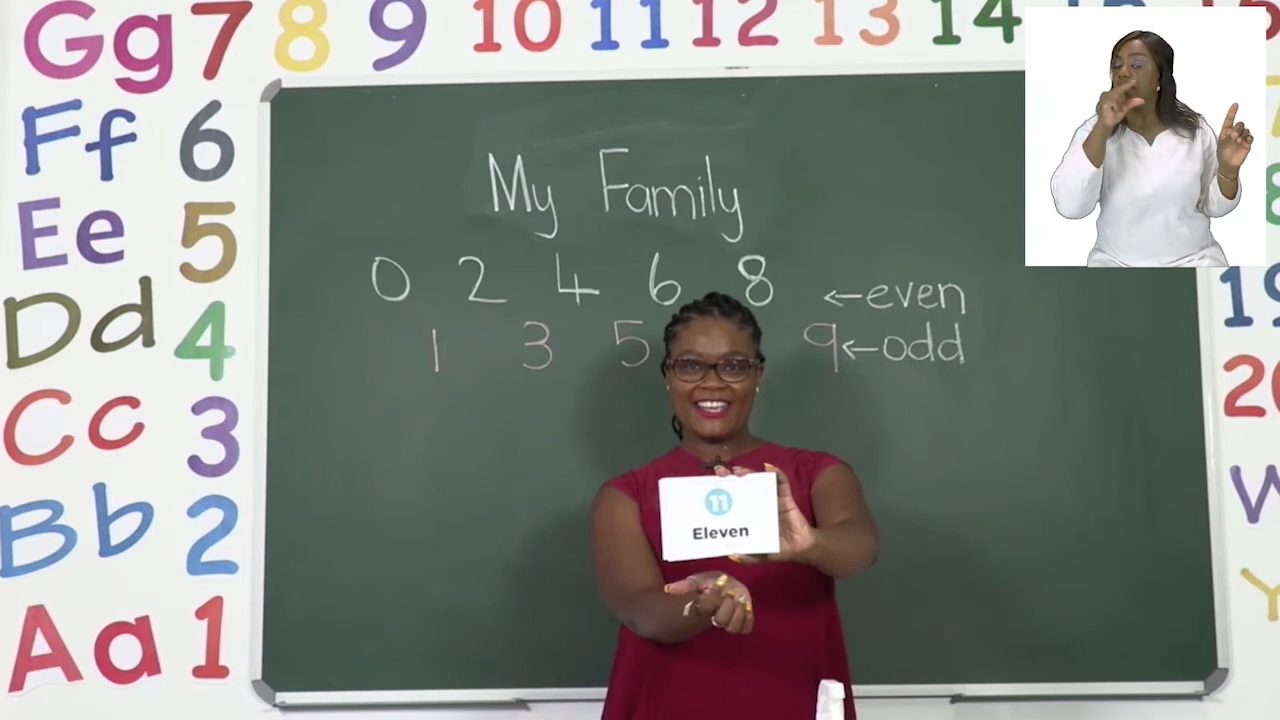 Gg 7 8 9 10 11 12 13 14
Ff 6
Ee 5
Dd 4
Cc 3
Bb 2
Aa 1
My Family
0 2 4 6 8 ←even
1 3 5 9 ←odd
11
Eleven
19
20
W
Y